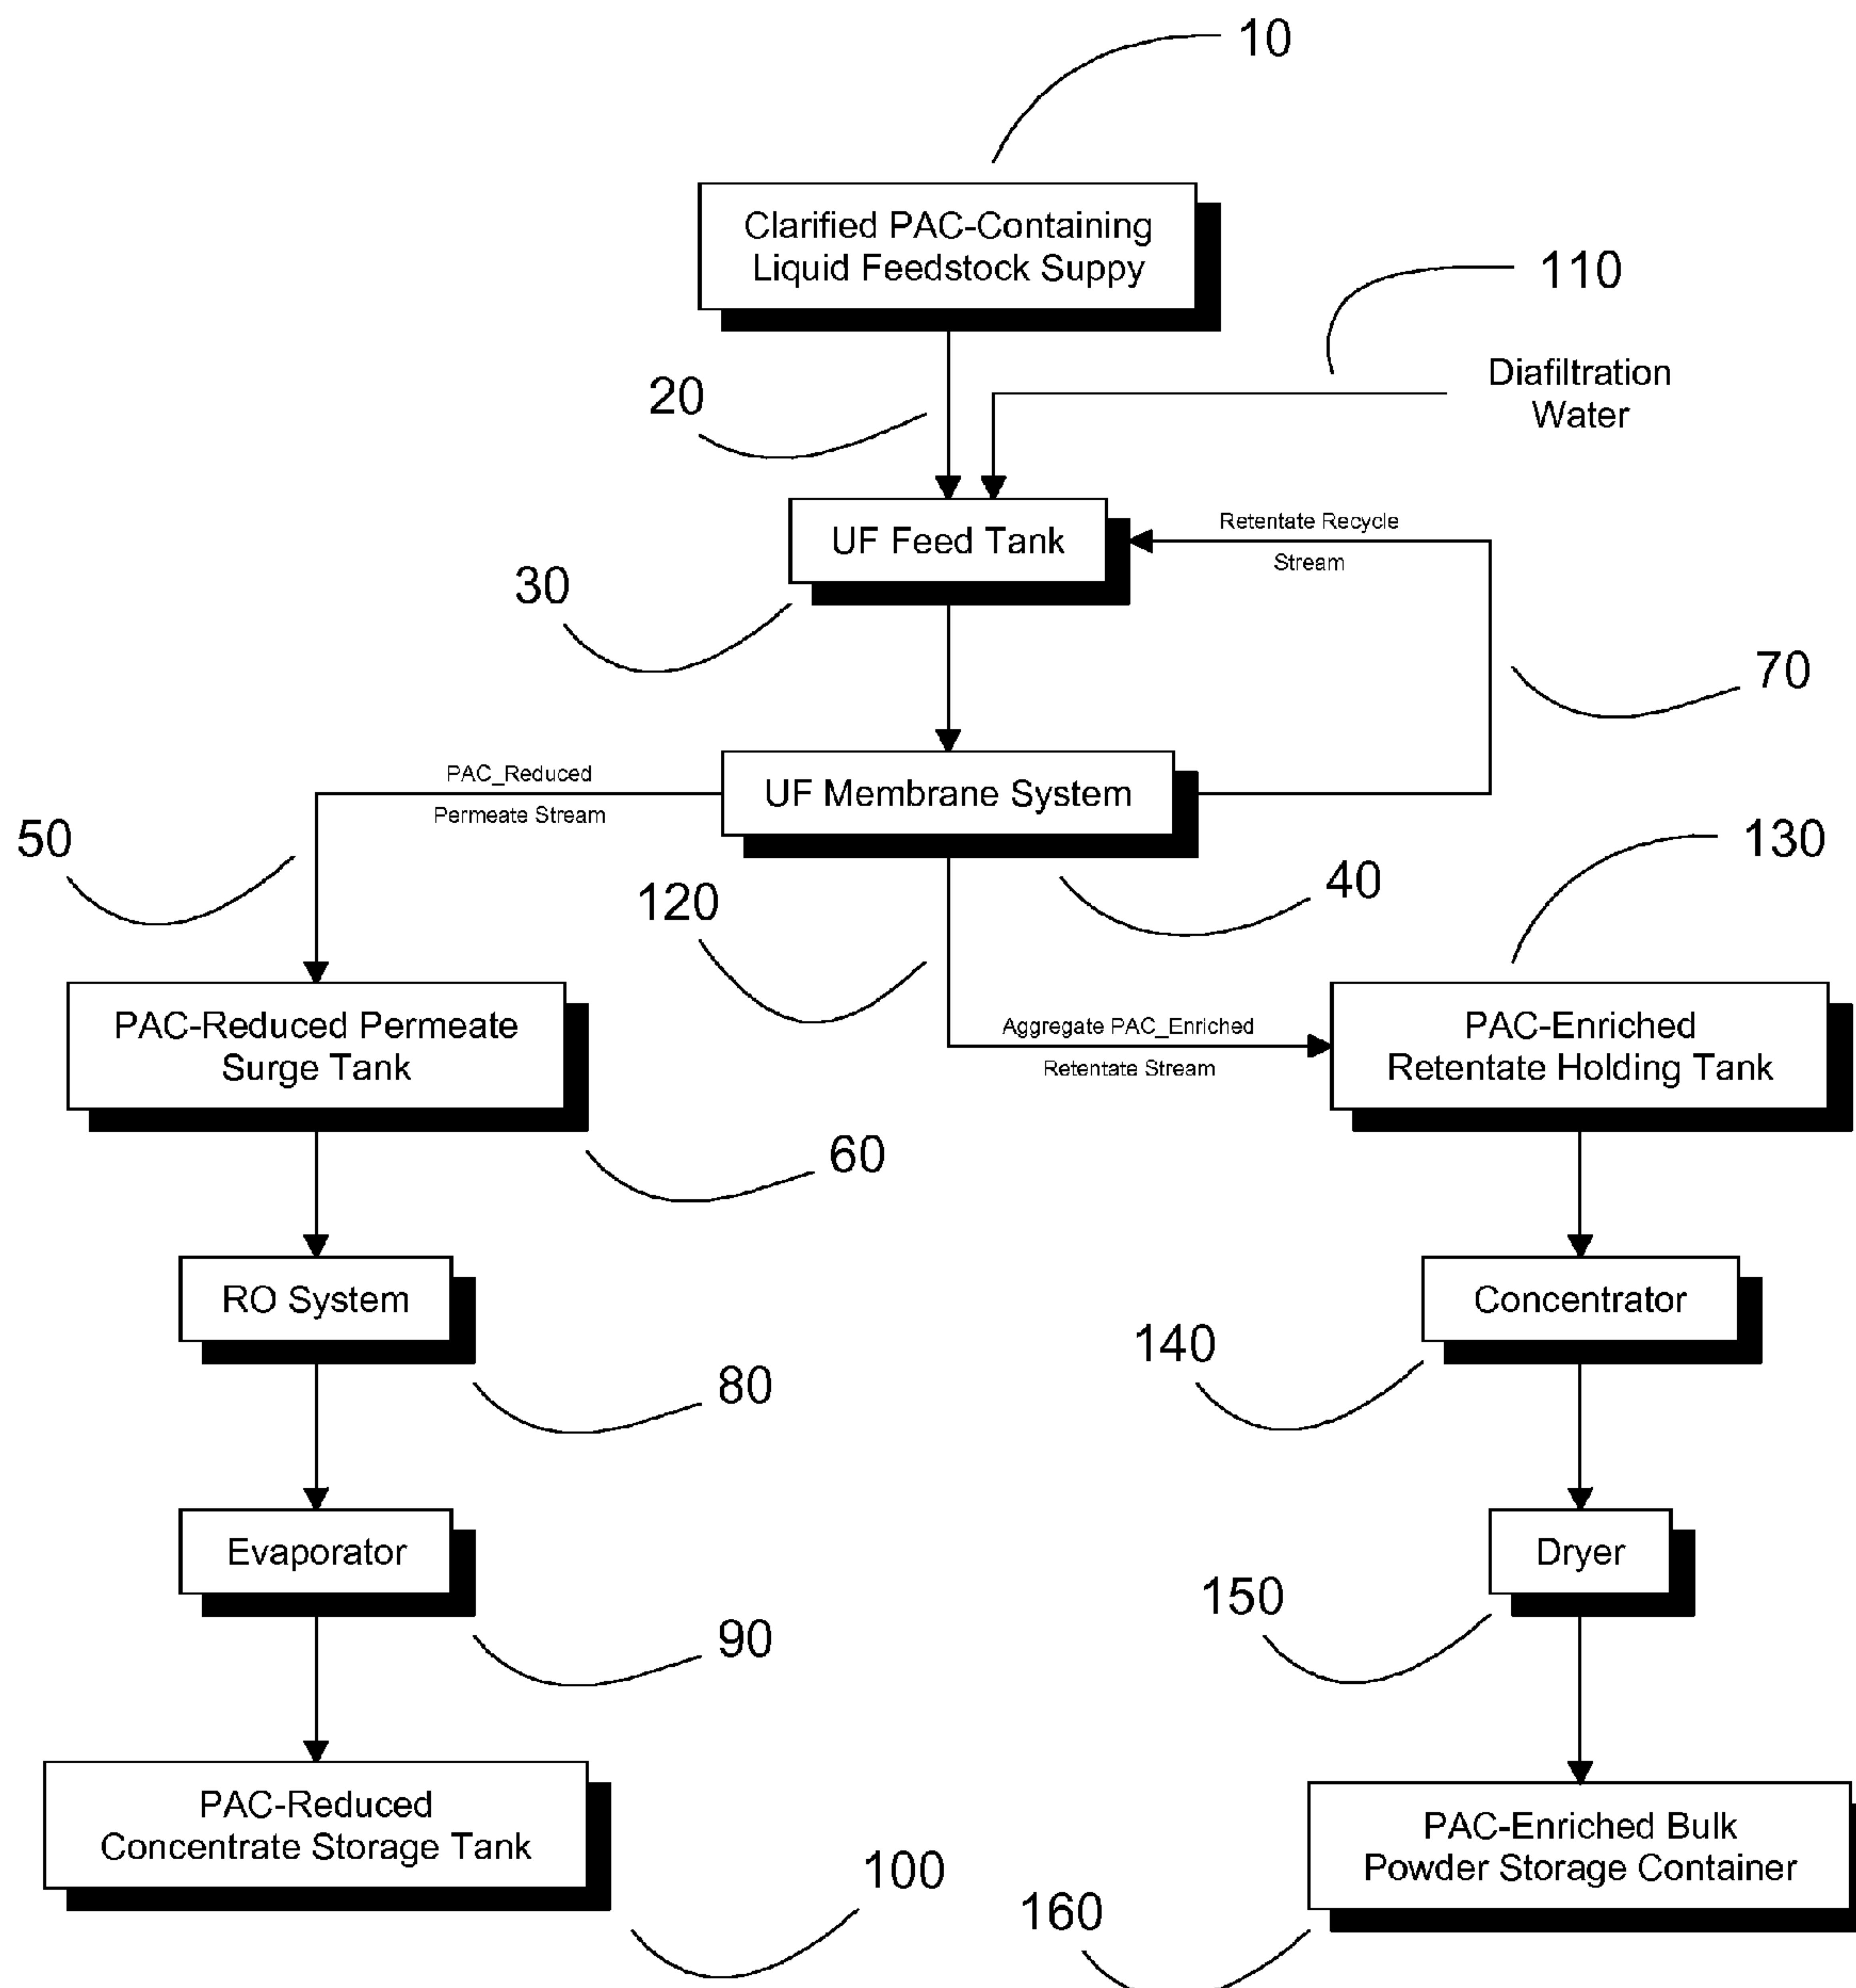 10
Clarified PAC-Containing
Liquid Feedstock Suppy
110
Diafiltration
Water
20
UF Feed Tank
Retentate Recycle
Stream
30
70
UF Membrane System
PAC_Reduced
Permeate Stream
50
40
130
120
PAC-Reduced Permeate
Surge Tank
Aggregate PAC_Enriched
Retentate Stream
PAC-Enriched
Retentate Holding Tank
60
RO System
Concentrator
140
80
Evaporator
Dryer
150
90
PAC-Reduced
Concentrate Storage Tank
PAC-Enriched Bulk
Powder Storage Container
100
160